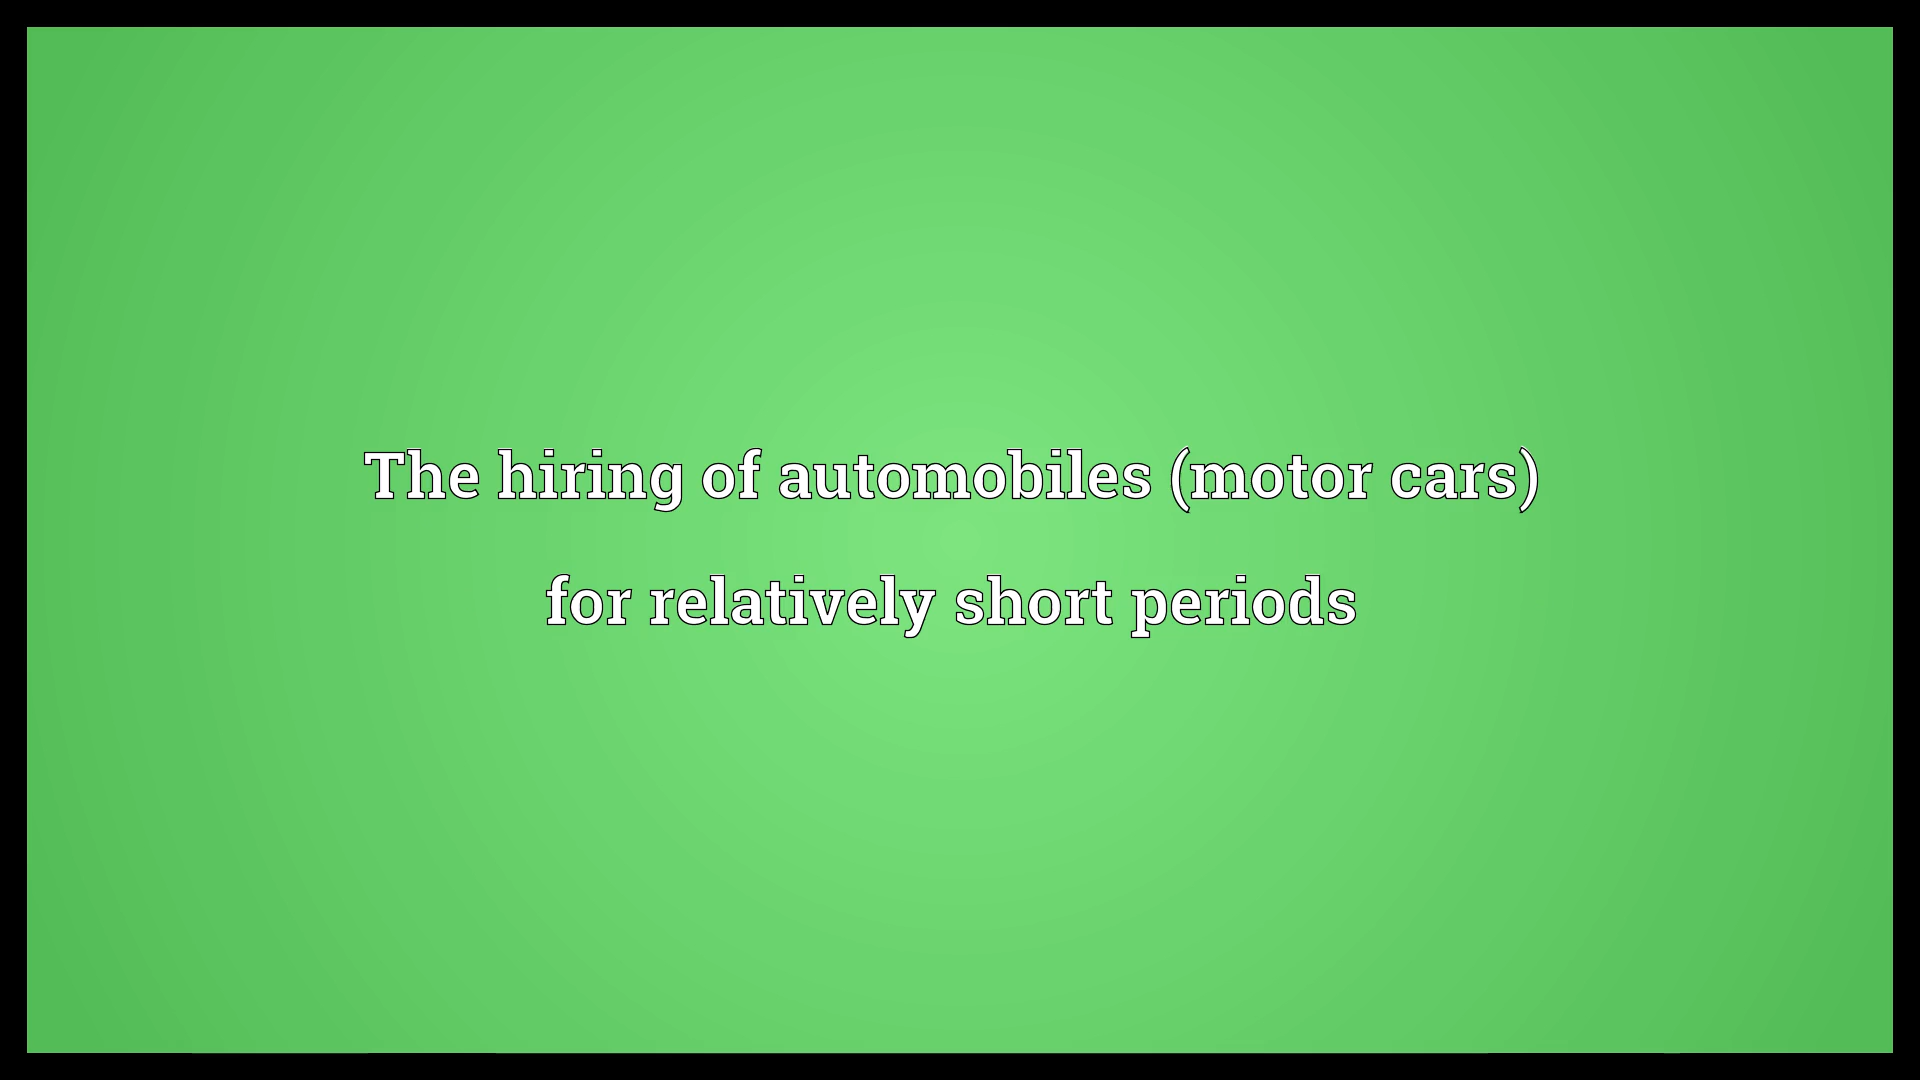 The hiring of automobiles (motor cars)
for relatively short periods